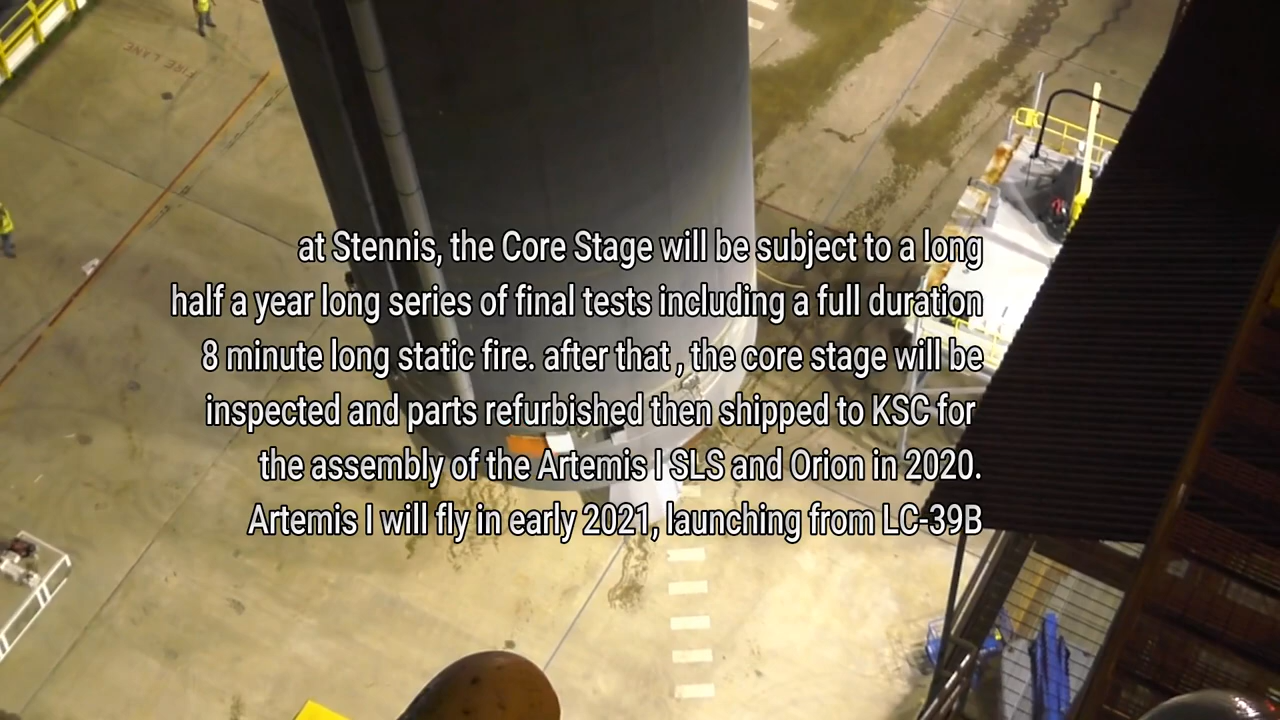 FIRE LANE
at Stennis, the Core Stage will be subject to a long
half a year long series of final tests including a full duration
8 minute long static fire. after that , the core stage will be
inspected and parts refurbished then shipped to KSC for
the assembly of the Artemis I SLS and Orion in 2020.
Artemis I will fly in early 2021, launching from LC-39B